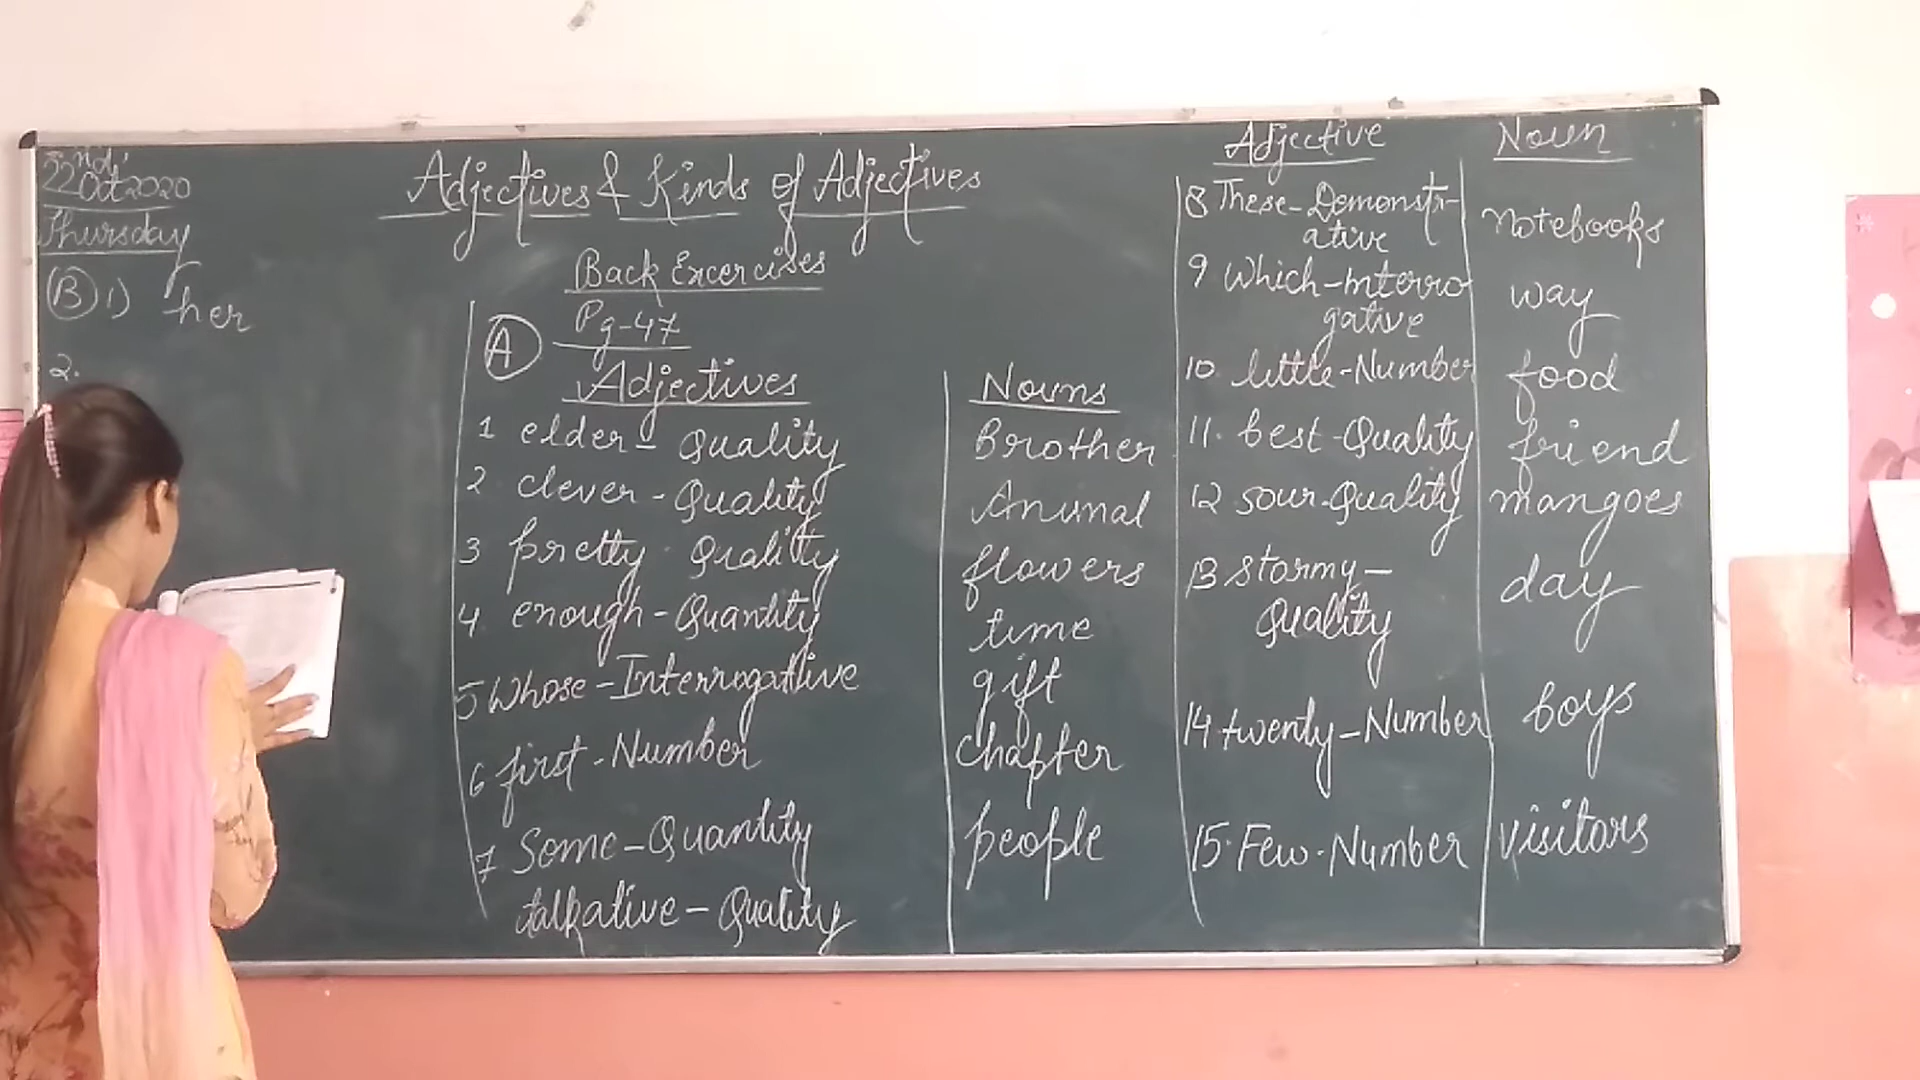 22nd Oct 2020
Thursday
(B) 1) her
2.
Adjectives & Kinds of Adjectives
Back Excercises
Pg-47
(A)
Adjectives Nouns
1 elder - Quality Brother
2 clever - Quality Animal
3 pretty - Quality flowers
4. enough - Quantity time
5 Whose - Interrogative gift
6 first - Number Chapter
7 Some - Quantity people
talkative - Quality
Adjective Noun
8 These - Demonstr-
ative notebooks
9 Which - Interro
gative way
10. little - Number food
11. best - Quality friend
12 sour - Quality mangoes
13 stormy -
Quality day
14 twenty - Number boys
15. Few - Number visitors